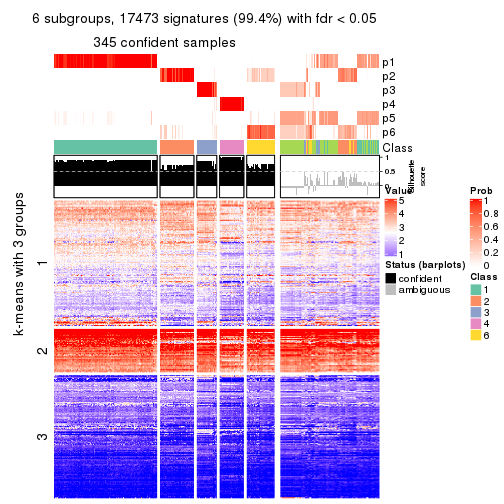 6 subgroups, 17473 signatures (99.4%) with fdr < 0.05
345 confident samples
p1
p2
p3
p4
p5
p6
Class
1
0.5
0
Silhouette
score
k-means with 3 groups
1
2
3
Value
5
4
3
2
1
Status (barplots)
confident
ambiguous
Prob
1
0.8
0.6
0.4
0.2
0
Class
1
2
3
4
6